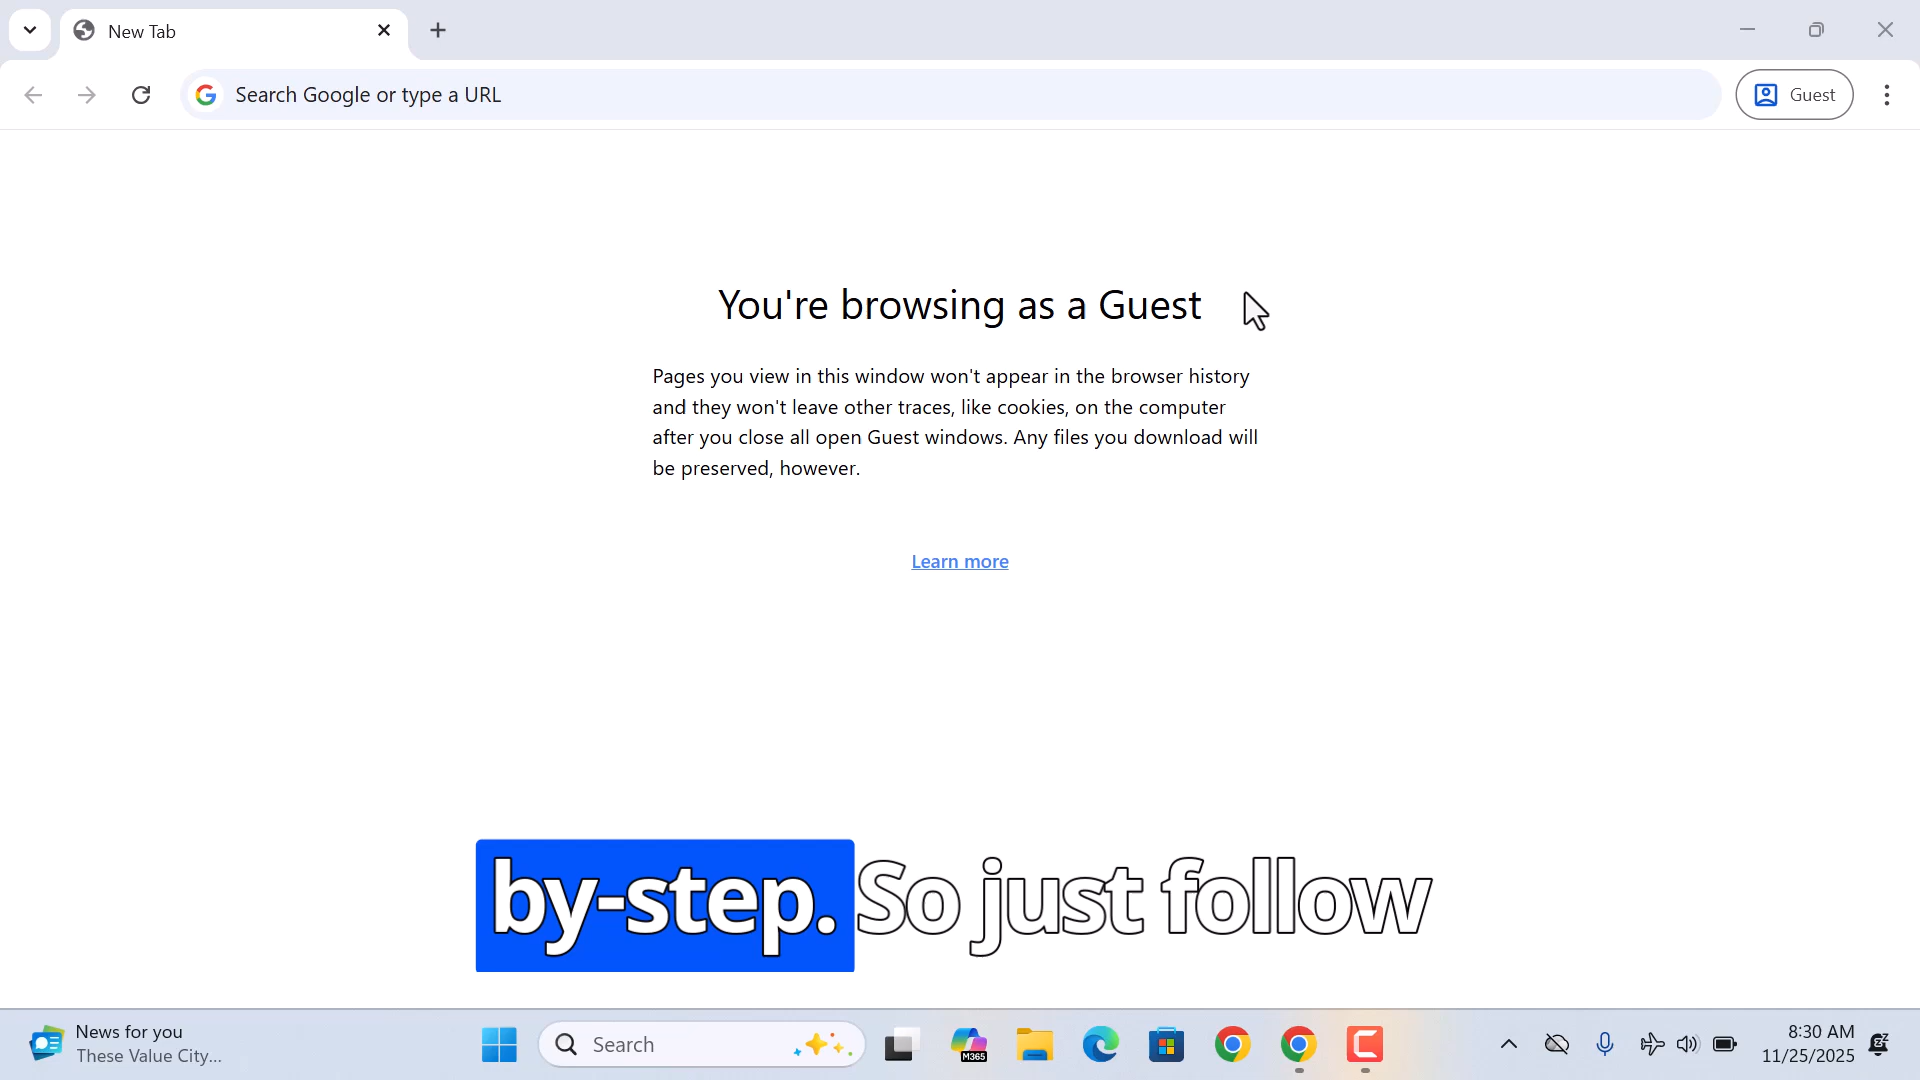 New Tab
Search Google or type a URL
Guest
You're browsing as a Guest
Pages you view in this window won't appear in the browser history
and they won't leave other traces, like cookies, on the computer
after you close all open Guest windows. Any files you download will
be preserved, however.
Learn more
by-step. So just follow
News for you
These Value City...
Search
M365
8:30 AM
11/25/2025